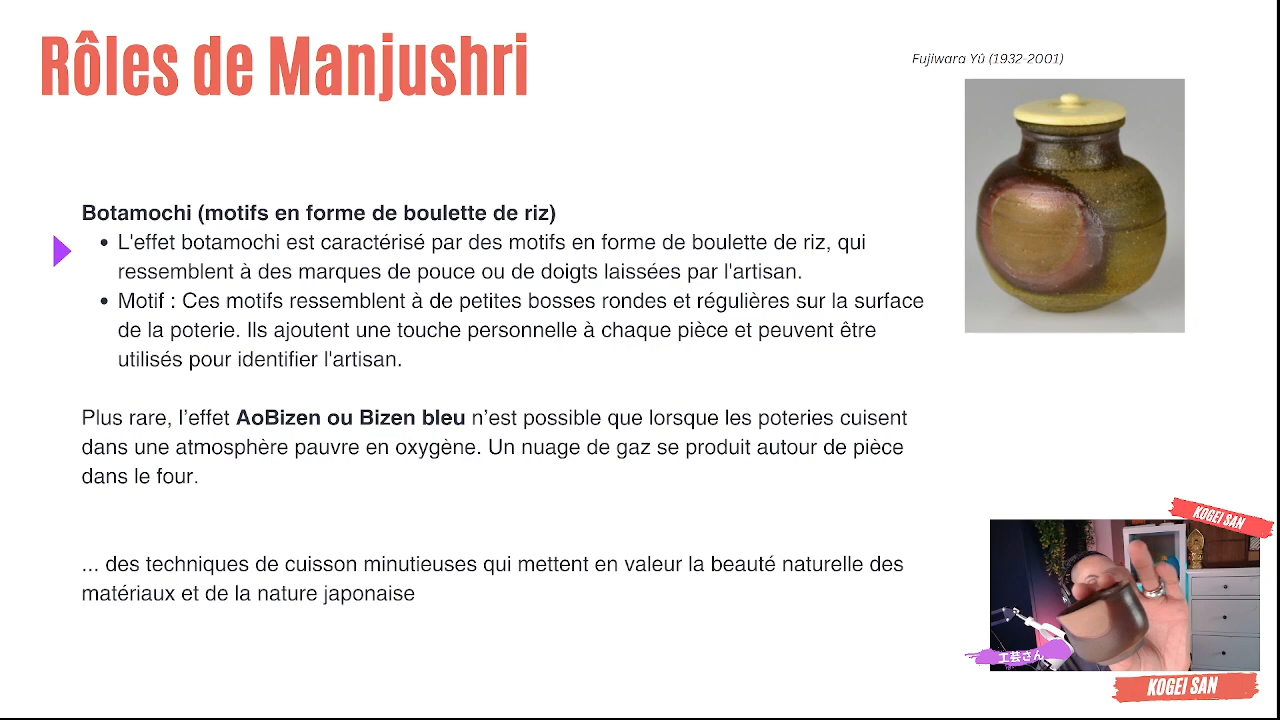 Rôles de Manjushri
Fujiwara Yû (1932-2001)
Botamochi (motifs en forme de boulette de riz)
• L'effet botamochi est caractérisé par des motifs en forme de boulette de riz, qui
ressemblent à des marques de pouce ou de doigts laissées par l'artisan.
• Motif : Ces motifs ressemblent à de petites bosses rondes et régulières sur la surface
de la poterie. Ils ajoutent une touche personnelle à chaque pièce et peuvent être
utilisés pour identifier l'artisan.
Plus rare, l’effet AoBizen ou Bizen bleu n’est possible que lorsque les poteries cuisent
dans une atmosphère pauvre en oxygène. Un nuage de gaz se produit autour de pièce
dans le four.
... des techniques de cuisson minutieuses qui mettent en valeur la beauté naturelle des
matériaux et de la nature japonaise
KOGEI SAN
工芸さん
KOGEI SAN